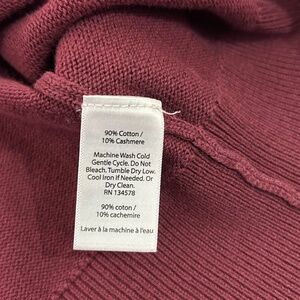 90% Cotton /
10% Cashmere
Machine Wash Cold
Gentle Cycle. Do Not
Bleach. Tumble Dry Low.
Cool Iron If Needed. Or
Dry Clean.
RN 134578
90% coton /
10% cachemire
Laver à la machine à l'eau